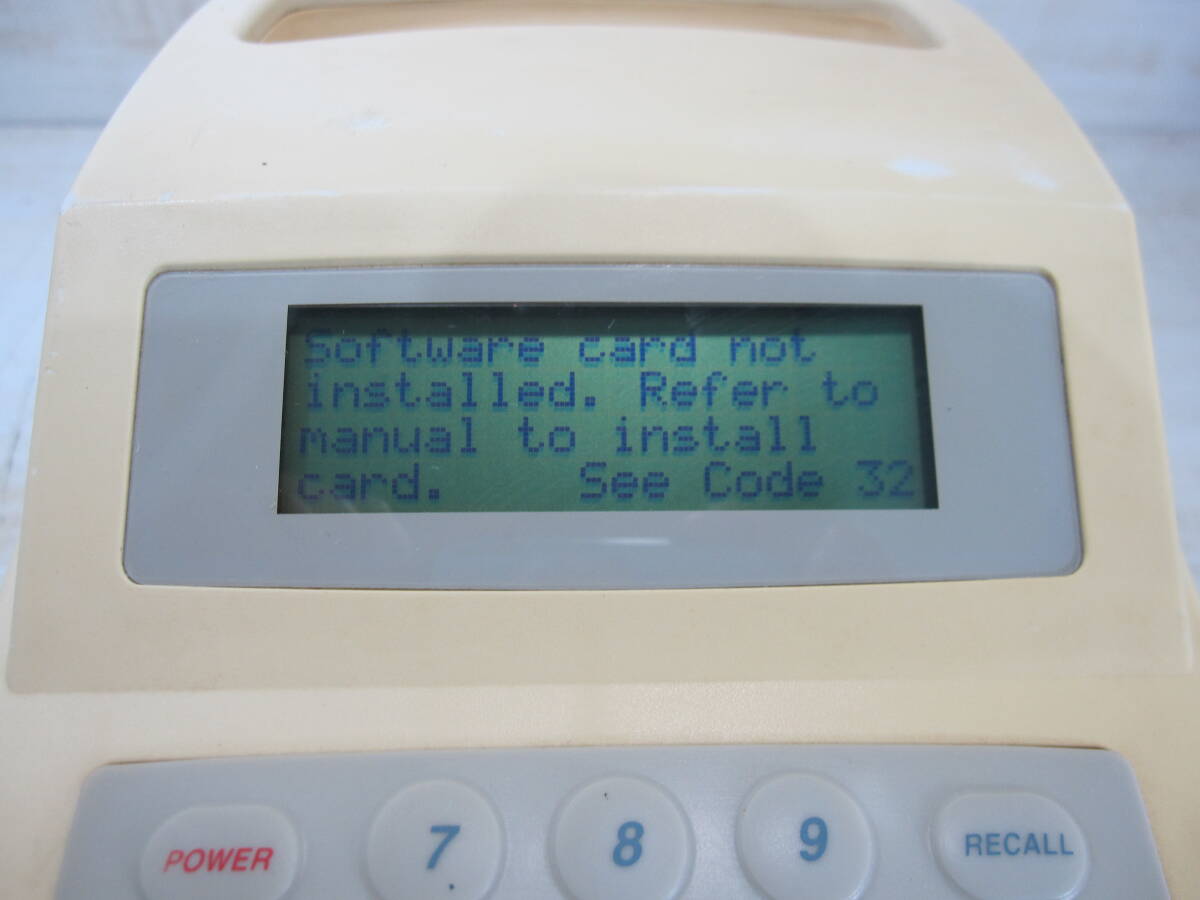 Software card not
installed. Refer to
manual to install
card. See Code 32
POWER
7
8
9
RECALL